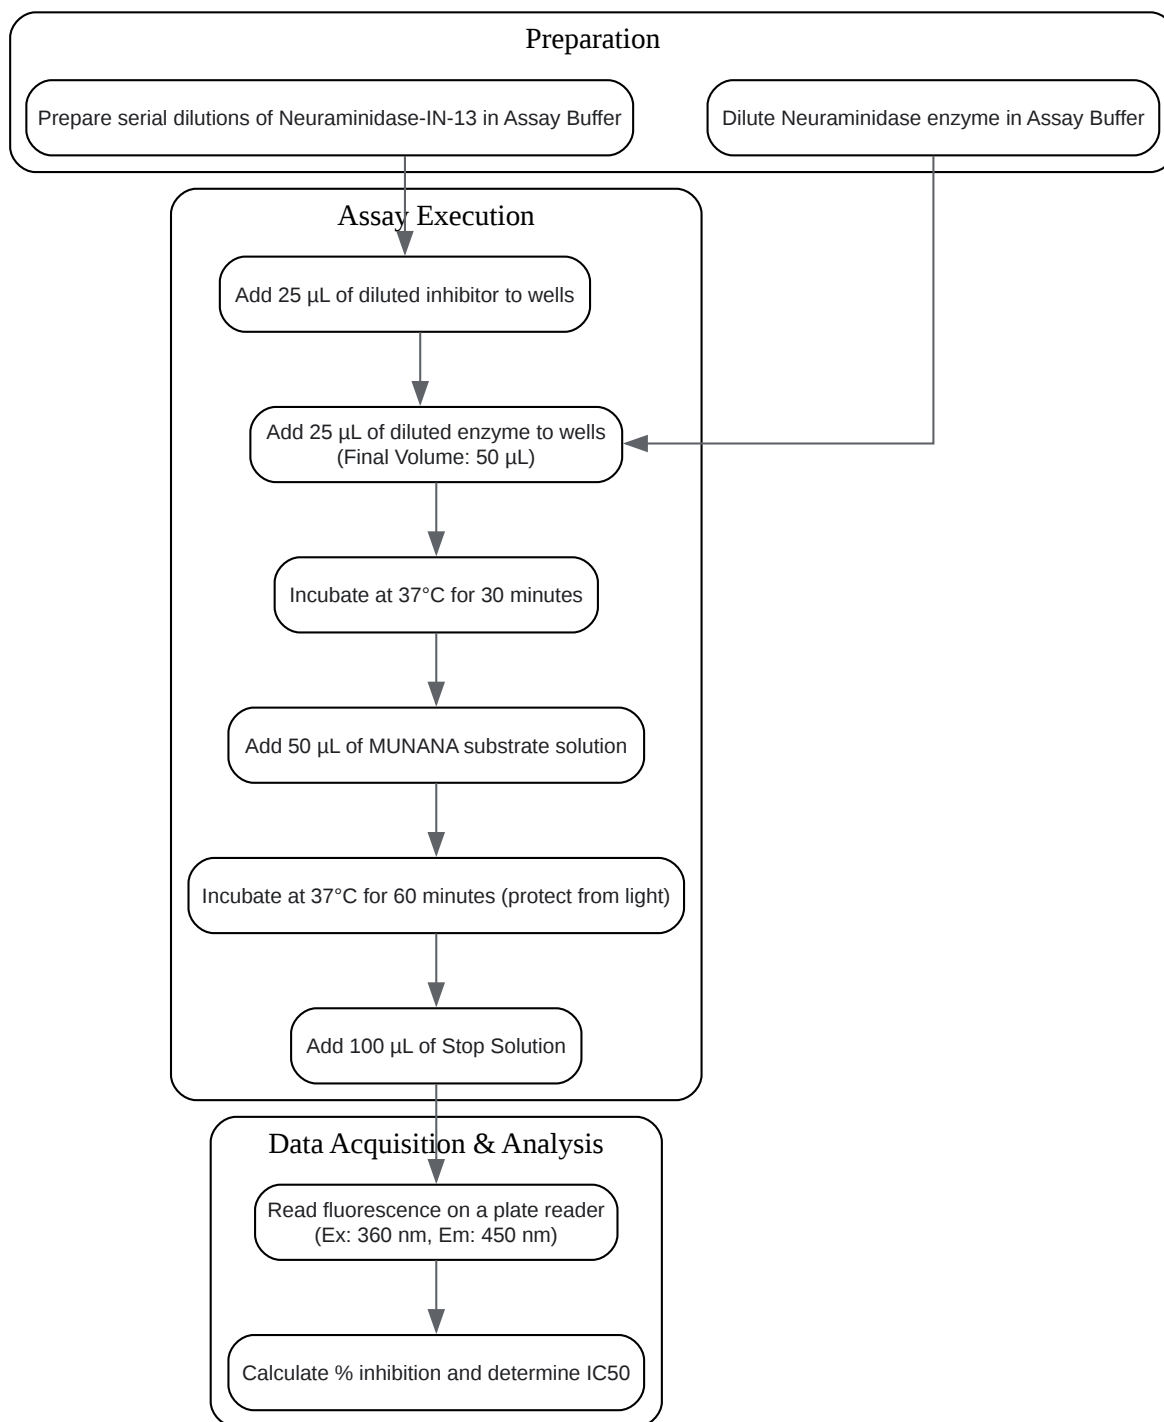 Preparation
Prepare serial dilutions of Neuraminidase-IN-13 in Assay Buffer
Dilute Neuraminidase enzyme in Assay Buffer
Assay Execution
Add 25 µL of diluted inhibitor to wells
Add 25 µL of diluted enzyme to wells
(Final Volume: 50 µL)
Incubate at 37°C for 30 minutes
Add 50 µL of MUNANA substrate solution
Incubate at 37°C for 60 minutes (protect from light)
Add 100 µL of Stop Solution
Data Acquisition & Analysis
Read fluorescence on a plate reader
(Ex: 360 nm, Em: 450 nm)
Calculate % inhibition and determine IC50